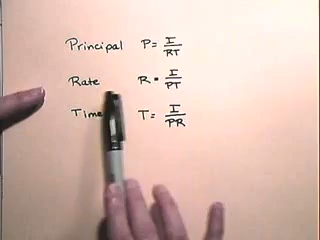 Principal P = I/RT
Rate R = I/PT
Time T = I/PR